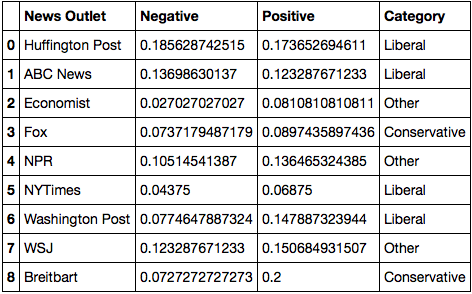 News Outlet Negative Positive Category
0 Huffington Post 0.185628742515 0.173652694611 Liberal
1 ABC News 0.13698630137 0.123287671233 Liberal
2 Economist 0.027027027027 0.0810810810811 Other
3 Fox 0.0737179487179 0.0897435897436 Conservative
4 NPR 0.10514541387 0.136465324385 Other
5 NYTimes 0.04375 0.06875 Liberal
6 Washington Post 0.0774647887324 0.147887323944 Liberal
7 WSJ 0.123287671233 0.150684931507 Other
8 Breitbart 0.0727272727273 0.2 Conservative